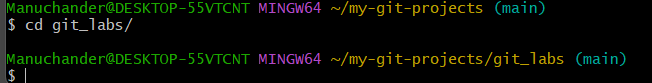 Manuchander@DESKTOP-55VTCNT MINGW64 ~/my-git-projects (main)
$ cd git_labs/
Manuchander@DESKTOP-55VTCNT MINGW64 ~/my-git-projects/git_labs (main)
$